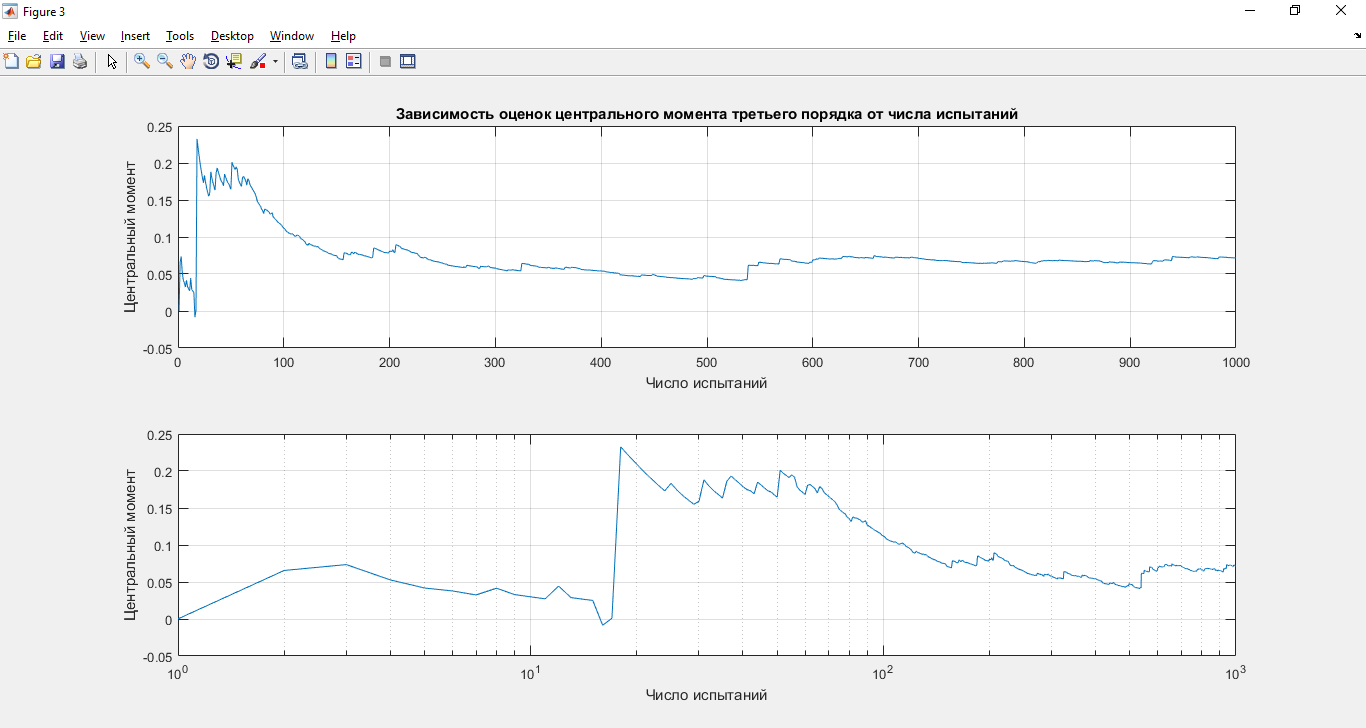 Figure 3
File Edit View Insert Tools Desktop Window Help
Зависимость оценок центрального момента третьего порядка от числа испытаний
Центральный момент
0.25
0.2
0.15
0.1
0.05
0
-0.05
0 100 200 300 400 500 600 700 800 900 1000
Число испытаний
Центральный момент
0.25
0.2
0.15
0.1
0.05
0
-0.05
10^0 10^1 10^2 10^3
Число испытаний